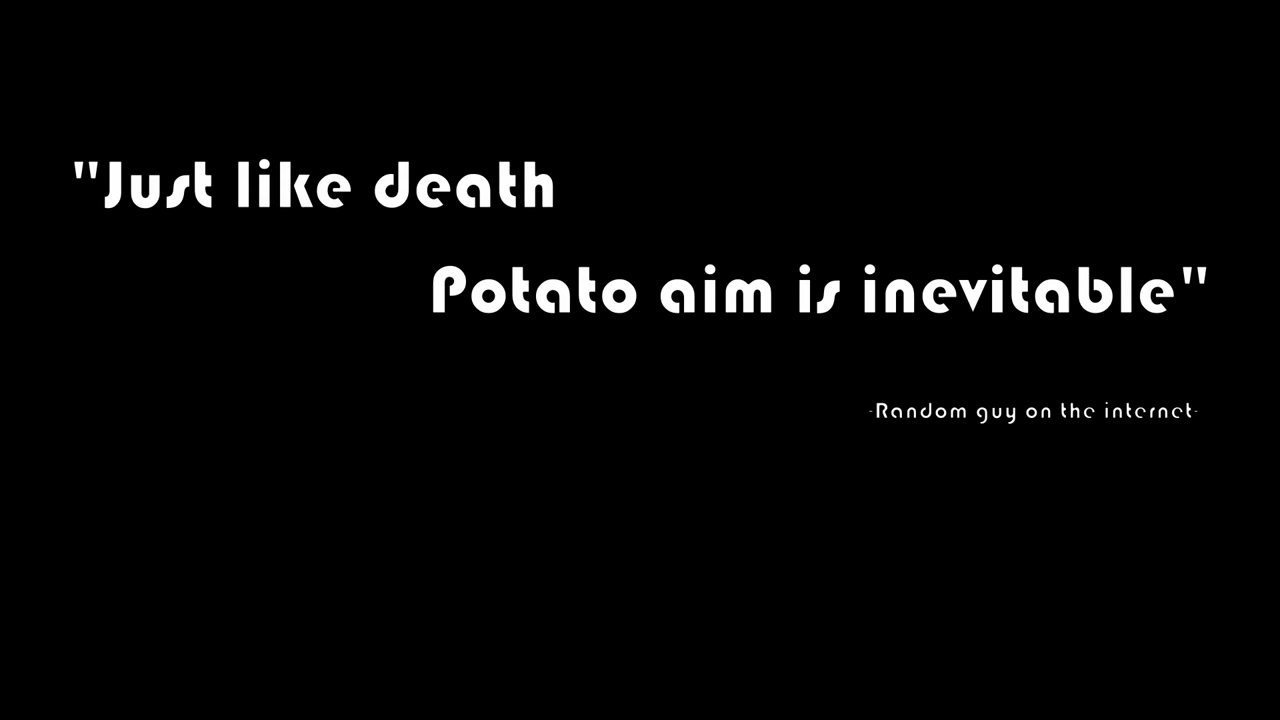 "Just like death
Potato aim is inevitable"
-Random guy on the internet-